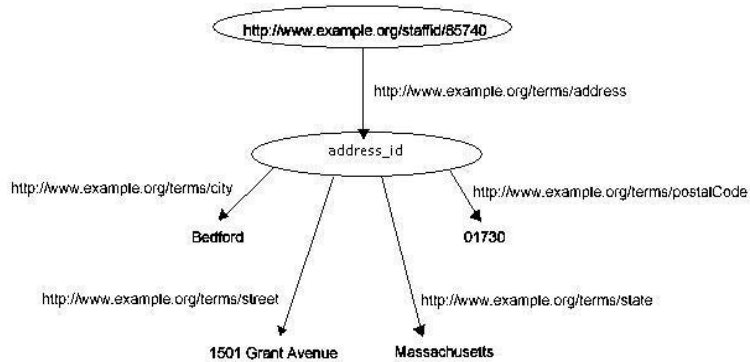 http://www.example.org/staffid/85740
http://www.example.org/terms/address
address_id
http://www.example.org/terms/city
http://www.example.org/terms/postalCode
Bedford
01730
http://www.example.org/terms/street
http://www.example.org/terms/state
1501 Grant Avenue
Massachusetts